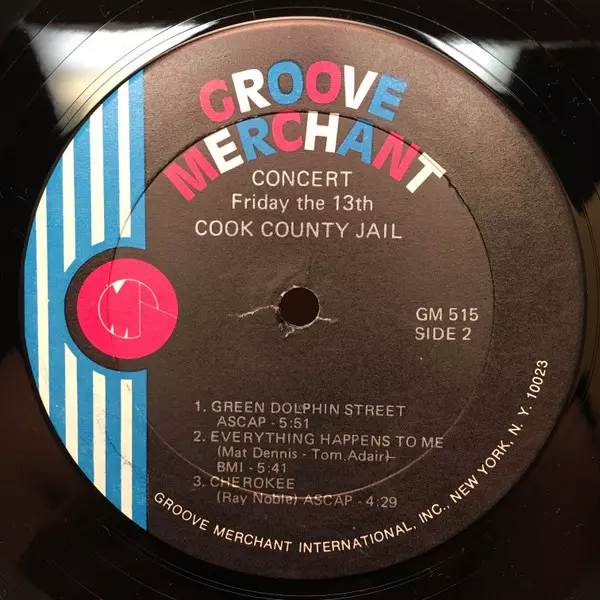 GROOVE
MERCHANT
CONCERT
Friday the 13th
COOK COUNTY JAIL
GM 515
SIDE 2
1. GREEN DOLPHIN STREET
ASCAP - 5:51
2. EVERYTHING HAPPENS TO ME
(Mat Dennis - Tom Adair)
BMI - 5:41
3. CHEROKEE
(Ray Noble) ASCAP - 4:29
GROOVE MERCHANT INTERNATIONAL, INC., NEW YORK, N. Y. 10023